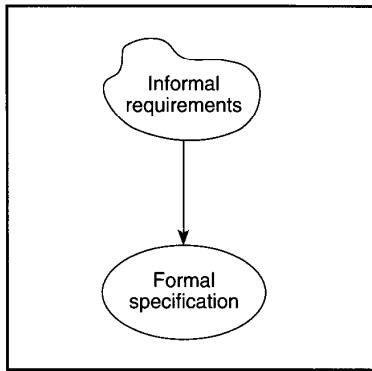 Informal
requirements
Formal
specification